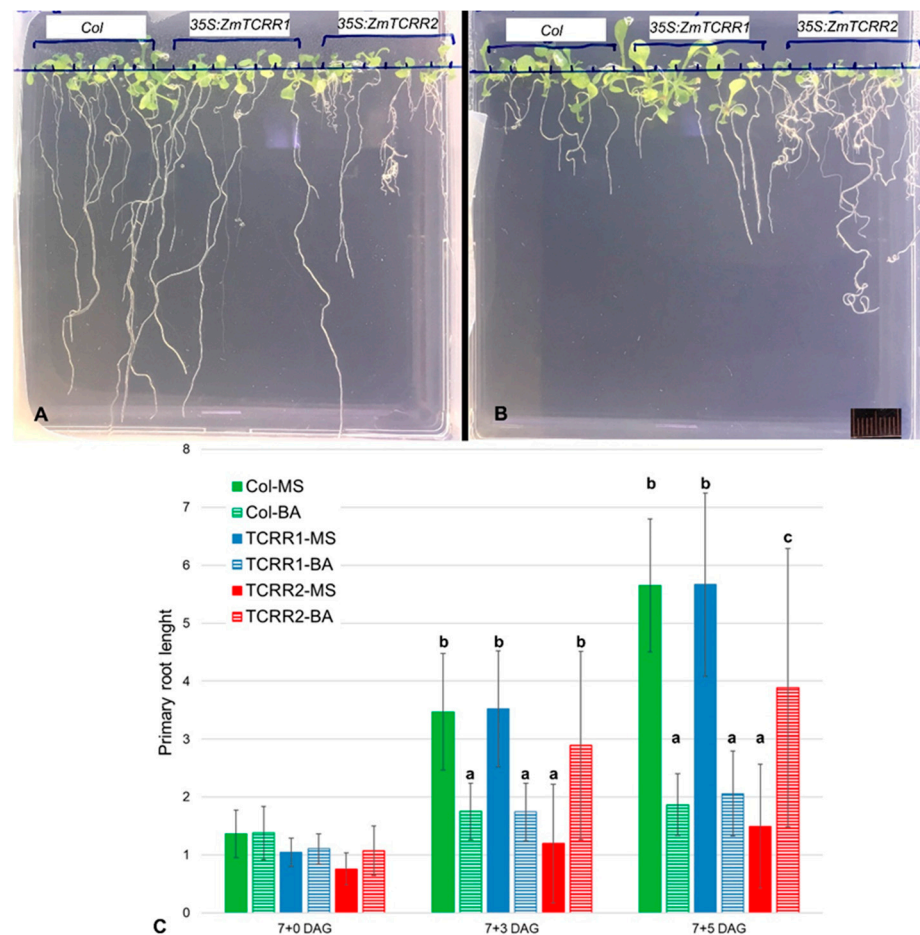 Col 35S:ZmTCRR1 35S:ZmTCRR2
A
Col 35S:ZmTCRR1 35S:ZmTCRR2
B
8
7
6
5
4
3
2
1
0
Primary root lenght
Col-MS
Col-BA
TCRR1-MS
TCRR1-BA
TCRR2-MS
TCRR2-BA
b a b a a b
b a b a a c
7+0 DAG 7+3 DAG 7+5 DAG
C